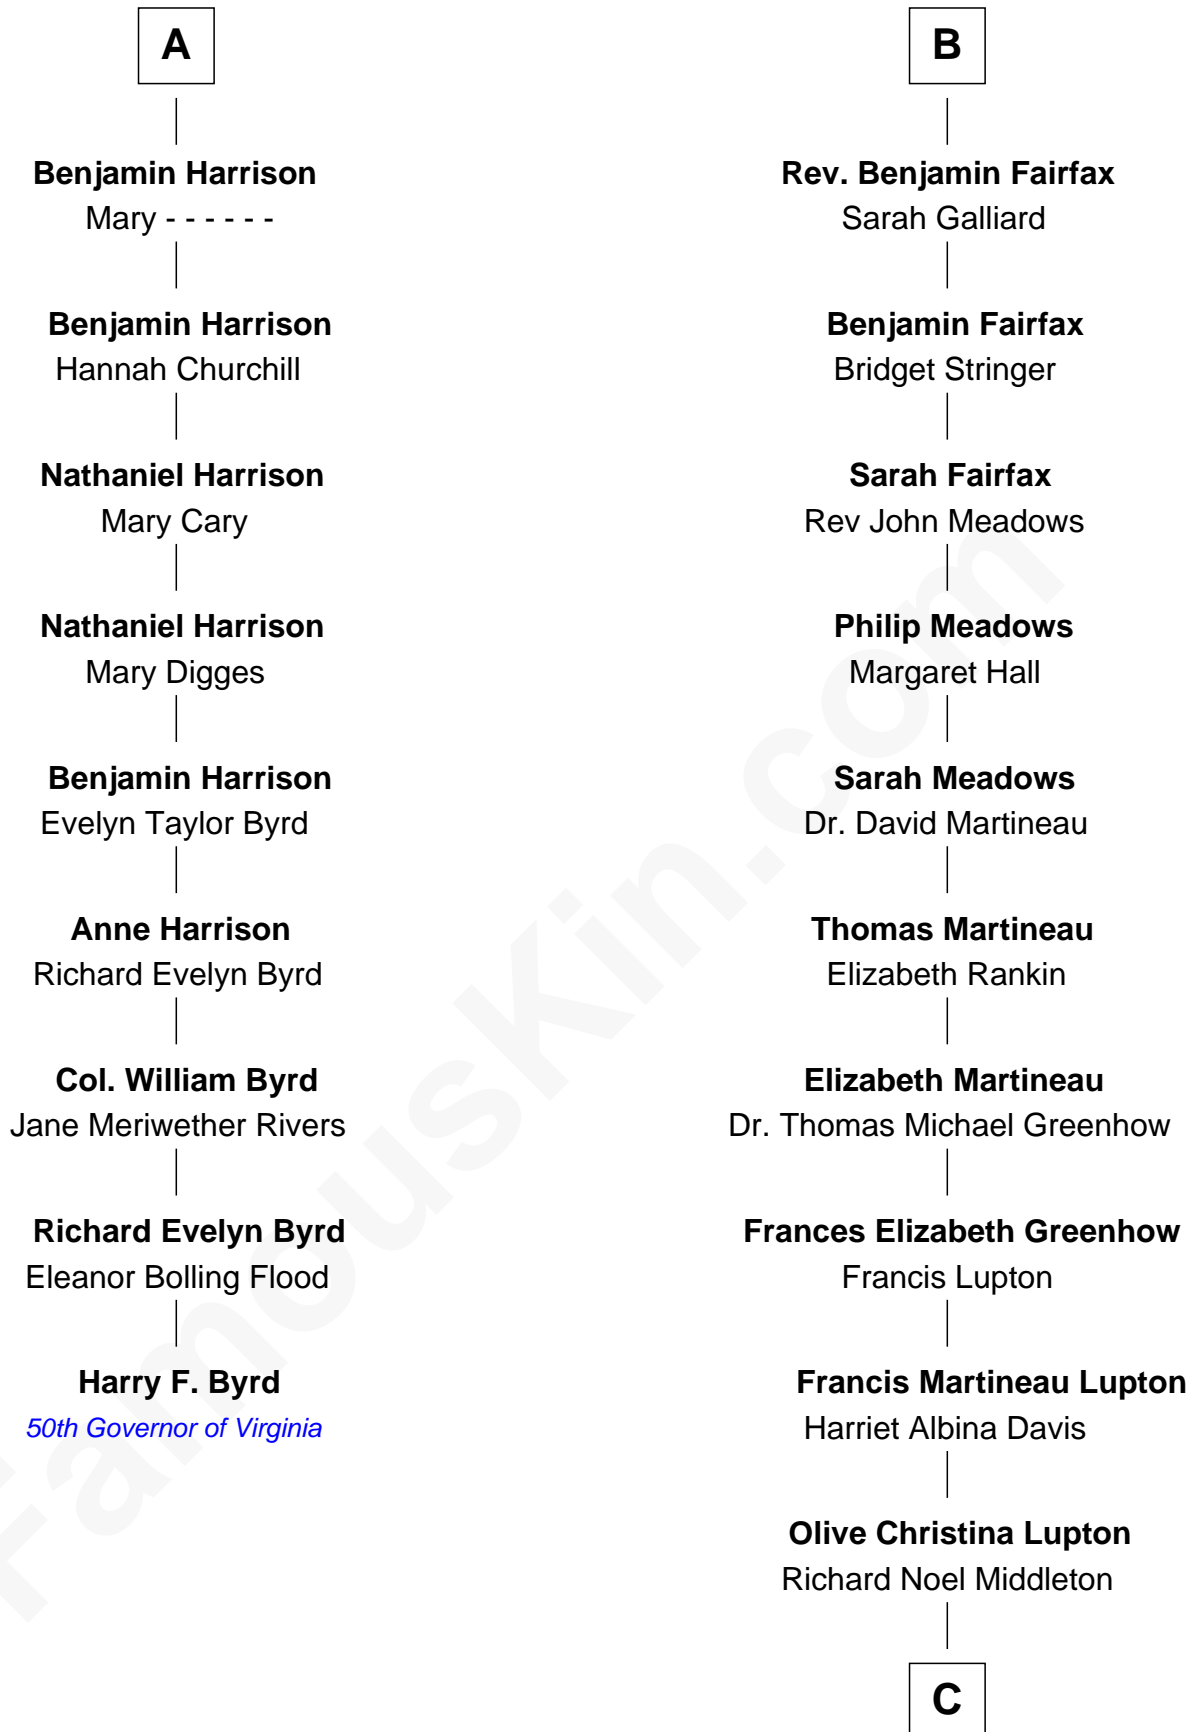 A
Benjamin Harrison
Mary - - - - - -
Benjamin Harrison
Hannah Churchill
Nathaniel Harrison
Mary Cary
Nathaniel Harrison
Mary Digges
Benjamin Harrison
Evelyn Taylor Byrd
Anne Harrison
Richard Evelyn Byrd
Col. William Byrd
Jane Meriwether Rivers
Richard Evelyn Byrd
Eleanor Bolling Flood
Harry F. Byrd
50th Governor of Virginia
B
Rev. Benjamin Fairfax
Sarah Galliard
Benjamin Fairfax
Bridget Stringer
Sarah Fairfax
Rev John Meadows
Philip Meadows
Margaret Hall
Sarah Meadows
Dr. David Martineau
Thomas Martineau
Elizabeth Rankin
Elizabeth Martineau
Dr. Thomas Michael Greenhow
Frances Elizabeth Greenhow
Francis Lupton
Francis Martineau Lupton
Harriet Albina Davis
Olive Christina Lupton
Richard Noel Middleton
C
FamousKin.com